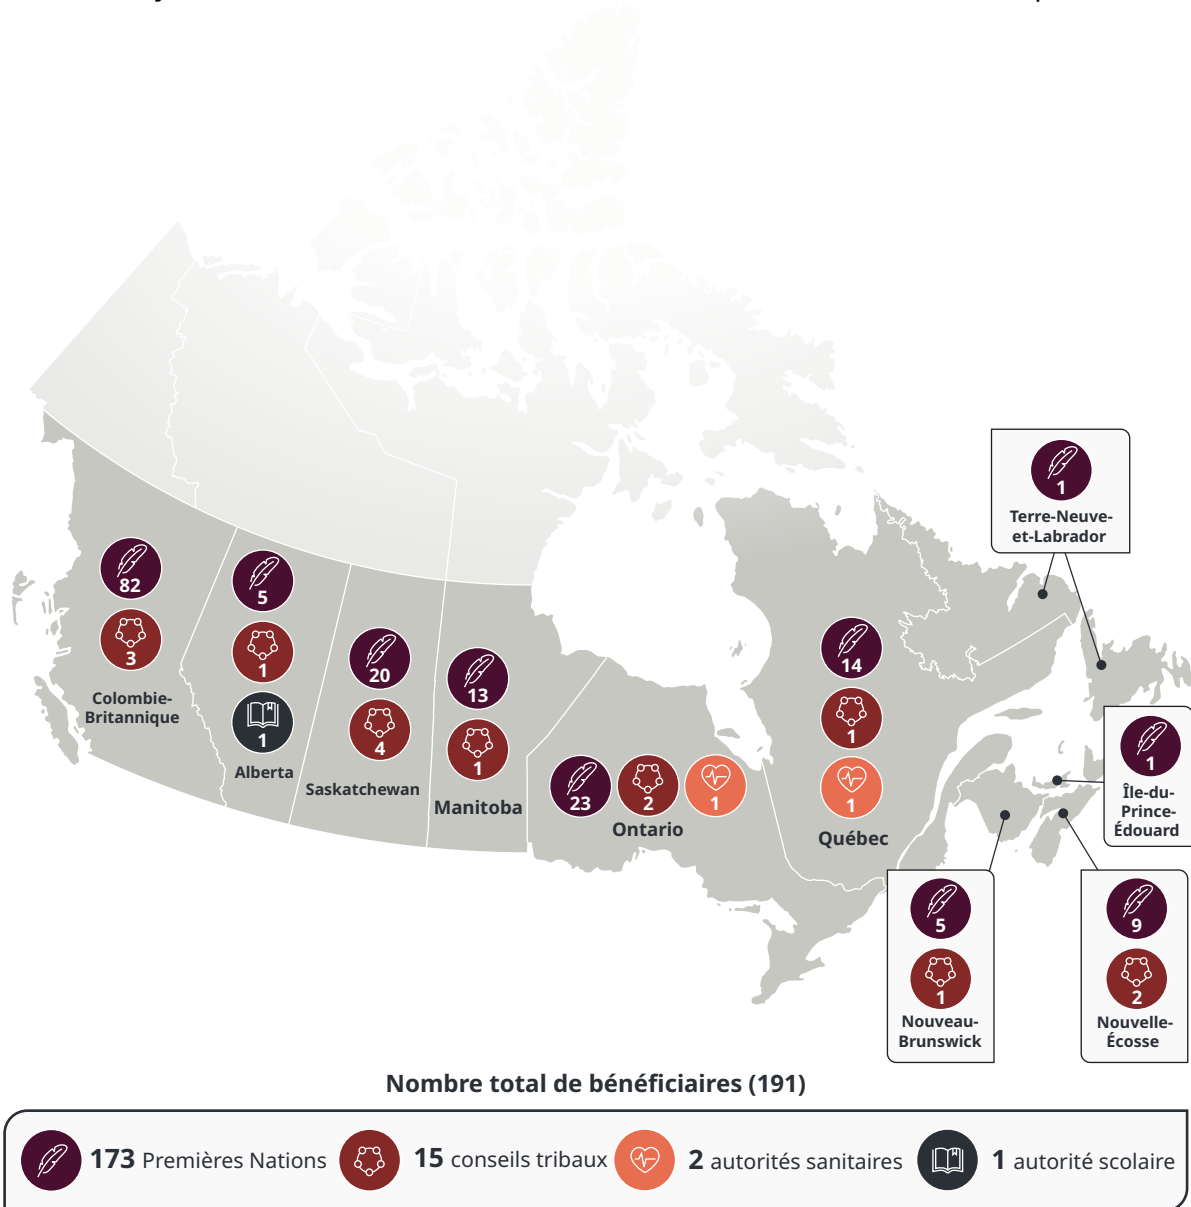 1
Terre-Neuve-
et-Labrador
82
3
Colombie-
Britannique
5
1
1
Alberta
20
4
Saskatchewan
13
1
Manitoba
23
2
1
Ontario
14
1
1
Québec
1
Île-du-
Prince-
Édouard
5
1
Nouveau-
Brunswick
9
2
Nouvelle-
Écosse
Nombre total de bénéficiaires (191)
173 Premières Nations
15 conseils tribaux
2 autorités sanitaires
1 autorité scolaire